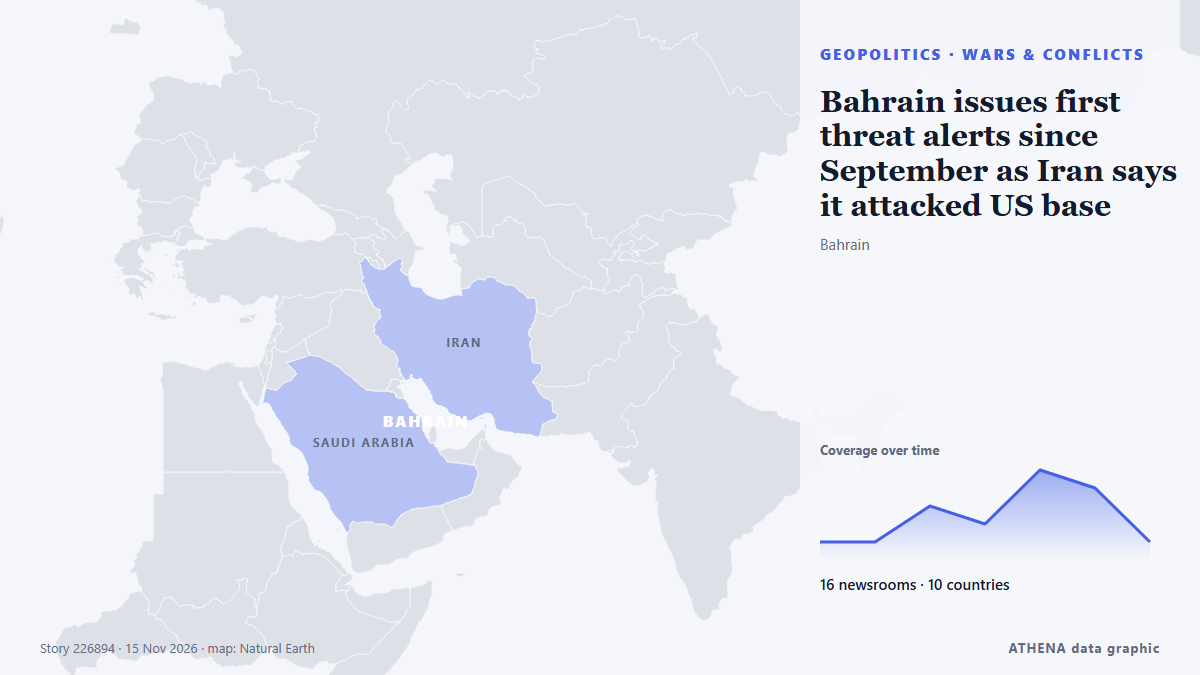 GEOPOLITICS · WARS & CONFLICTS
Bahrain issues first
threat alerts since
September as Iran says
it attacked US base
Bahrain
IRAN
BAHRAIN
SAUDI ARABIA
Coverage over time
16 newsrooms · 10 countries
Story 226894 · 15 Nov 2026 · map: Natural Earth
ATHENA data graphic